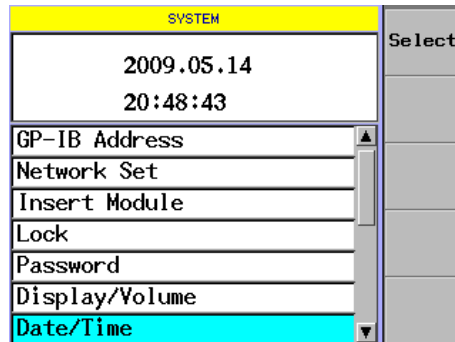 SYSTEM
Select
2009.05.14
20:48:43
GP-IB Address
Network Set
Insert Module
Lock
Password
Display/Volume
Date/Time